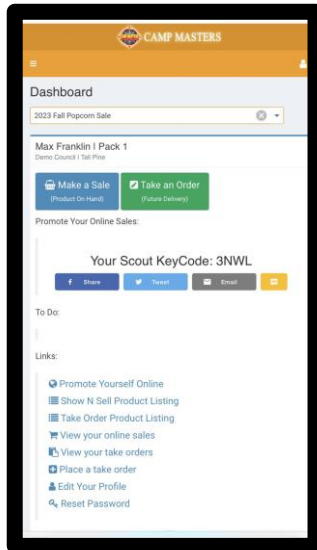 CAMP MASTERS
Dashboard
2023 Fall Popcorn Sale
Max Franklin | Pack 1
Demo Council | Tall Pine
Make a Sale
(Product On Hand)
Take an Order
(Future Delivery)
Promote Your Online Sales:
Your Scout KeyCode: 3NWL
Share
Tweet
Email
To Do:
Links:
Promote Yourself Online
Show N Sell Product Listing
Take Order Product Listing
View your online sales
View your take orders
Place a take order
Edit Your Profile
Reset Password